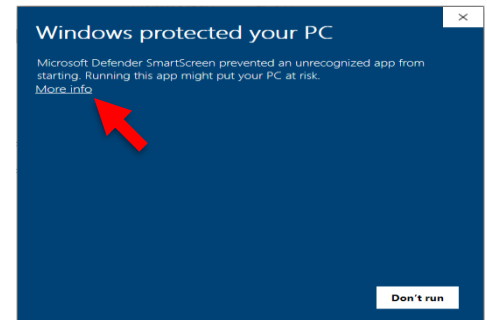 Windows protected your PC
Microsoft Defender SmartScreen prevented an unrecognized app from
starting. Running this app might put your PC at risk.
More info
Don't run